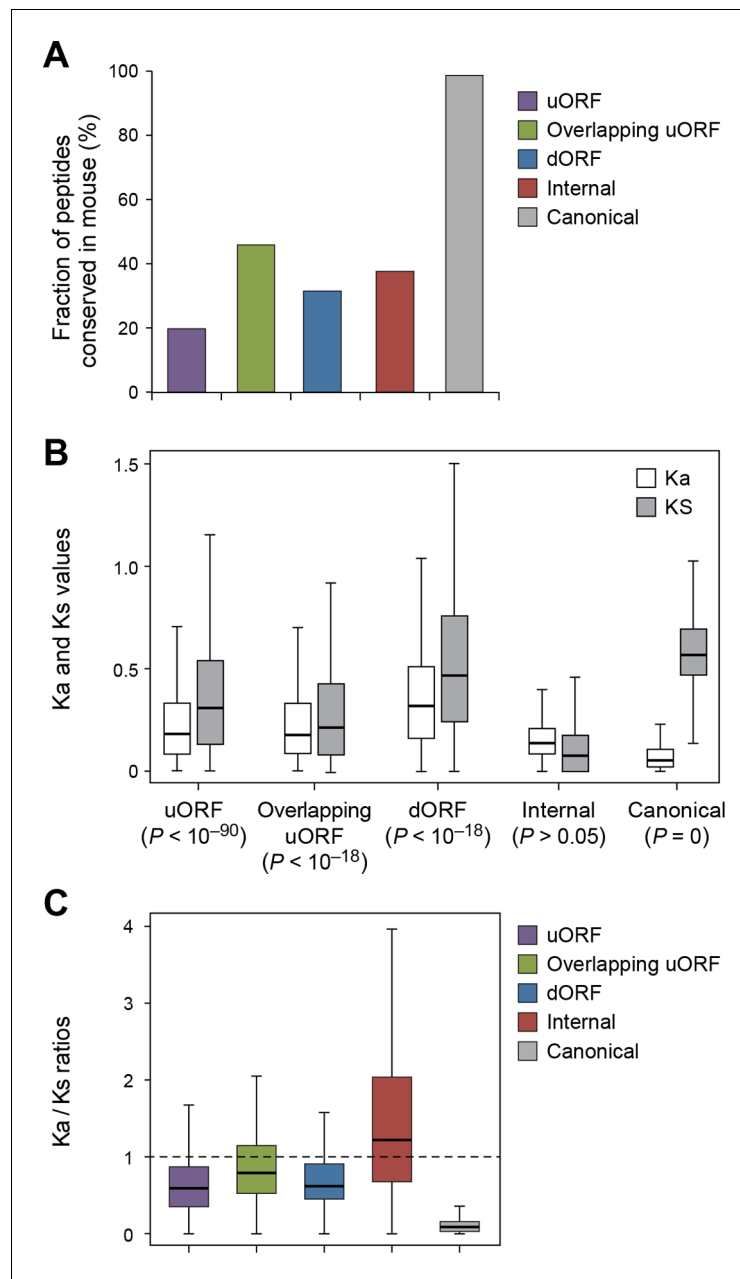 A
Fraction of peptides
conserved in mouse (%)
100
80
60
40
20
0
uORF
Overlapping uORF
dORF
Internal
Canonical
B
Ka and Ks values
1.5
1.0
0.5
0
Ka
KS
uORF
(P < 10⁻⁹⁰)
Overlapping
uORF
(P < 10⁻¹⁸)
dORF
(P < 10⁻¹⁸)
Internal
(P > 0.05)
Canonical
(P = 0)
C
Ka / Ks ratios
4
3
2
1
0
uORF
Overlapping uORF
dORF
Internal
Canonical